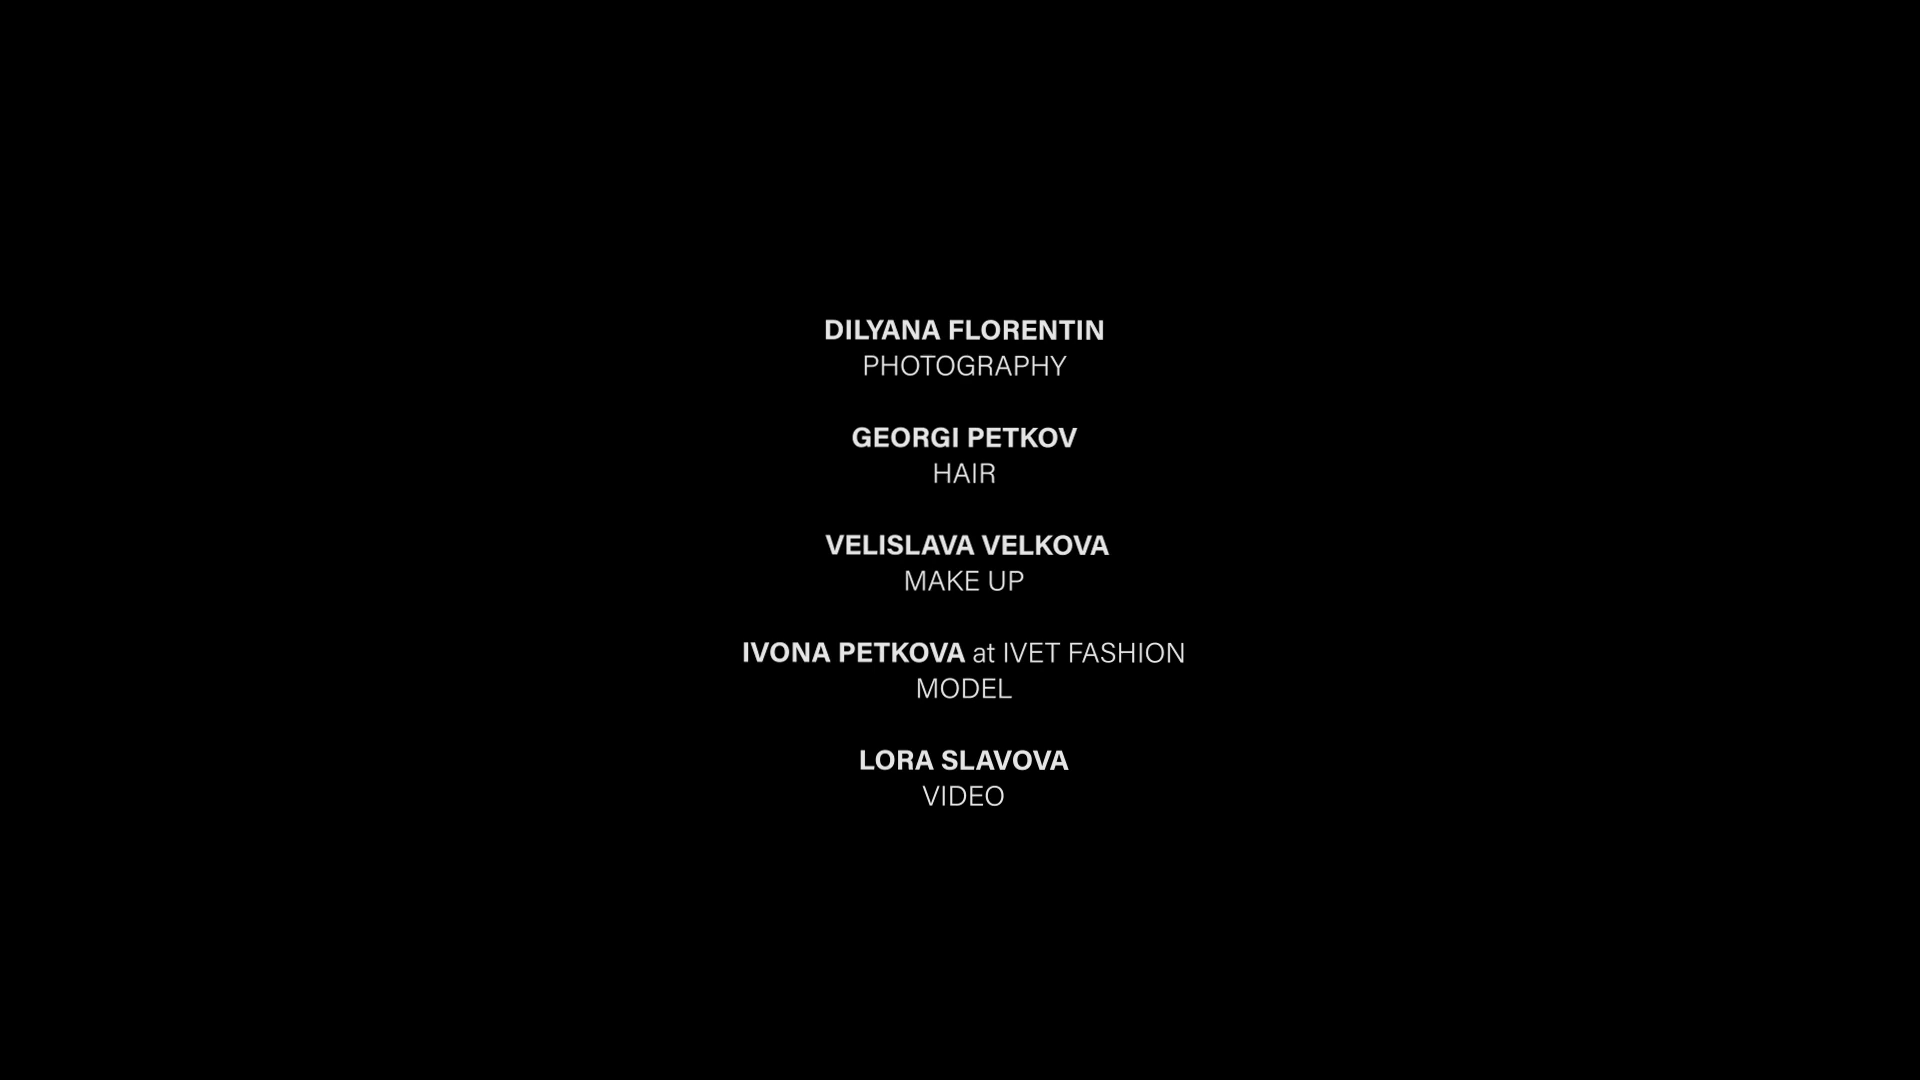 DILYANA FLORENTIN
PHOTOGRAPHY
GEORGI PETKOV
HAIR
VELISLAVA VELKOVA
MAKE UP
IVONA PETKOVA at IVET FASHION
MODEL
LORA SLAVOVA
VIDEO